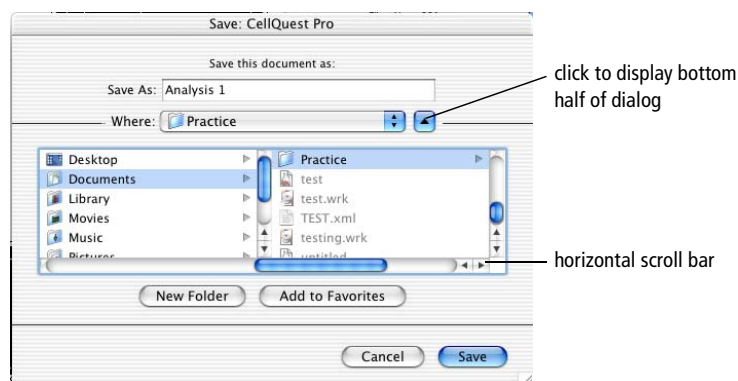 Save: CellQuest Pro
Save this document as:
Save As: Analysis 1
Where: Practice
click to display bottom
half of dialog
Desktop
Documents
Library
Movies
Music
Pictures
Practice
test
test.wrk
TEST.xml
testing.wrk
untitled
horizontal scroll bar
New Folder
Add to Favorites
Cancel
Save